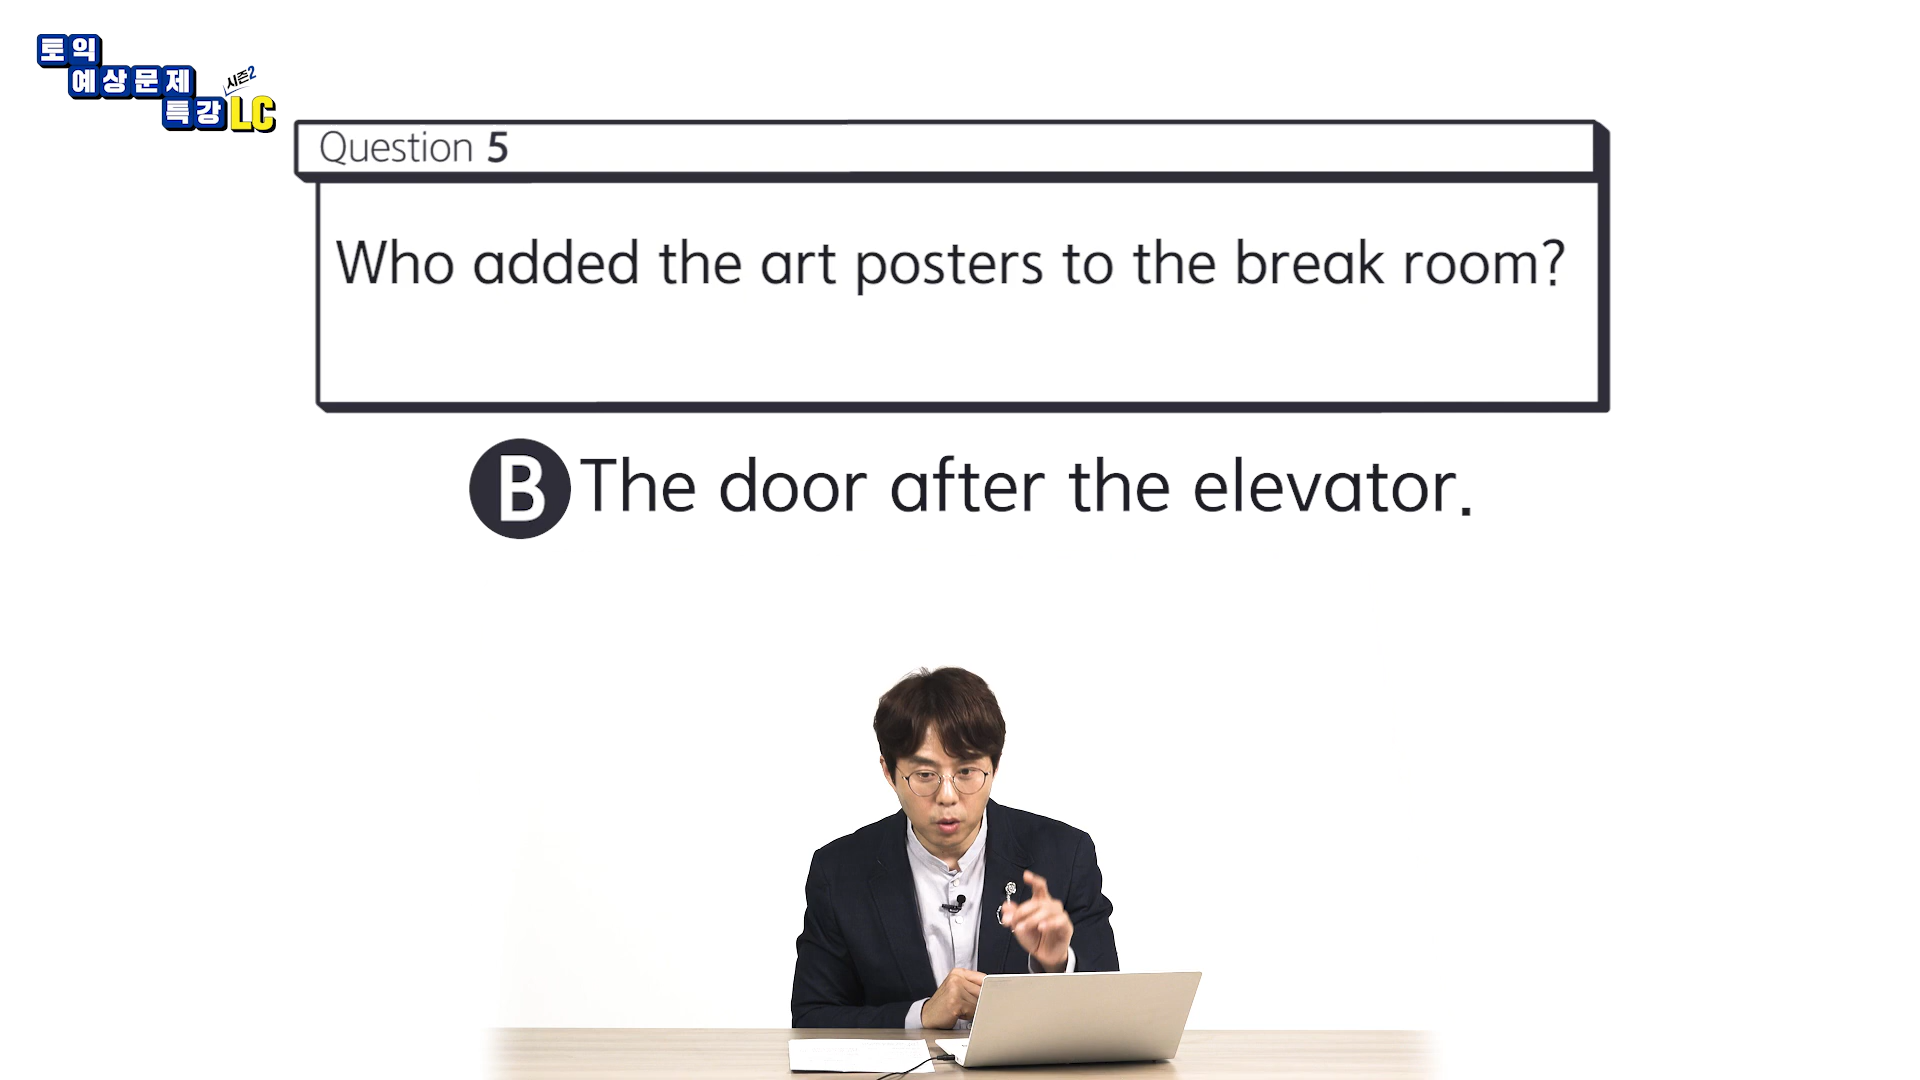 토익
예상문제
특강 LC
시즌2
Question 5
Who added the art posters to the break room?
B The door after the elevator.